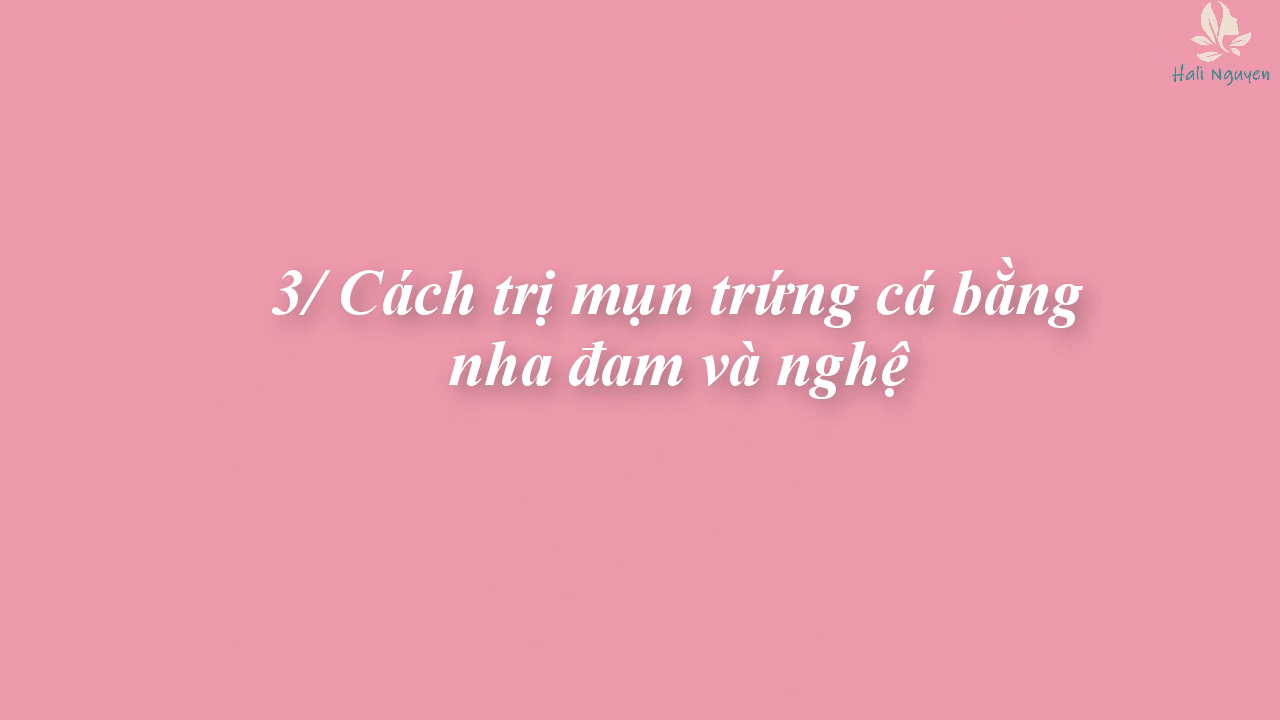 Hali Nguyen
3/ Cách trị mụn trứng cá bằng
nha đam và nghệ